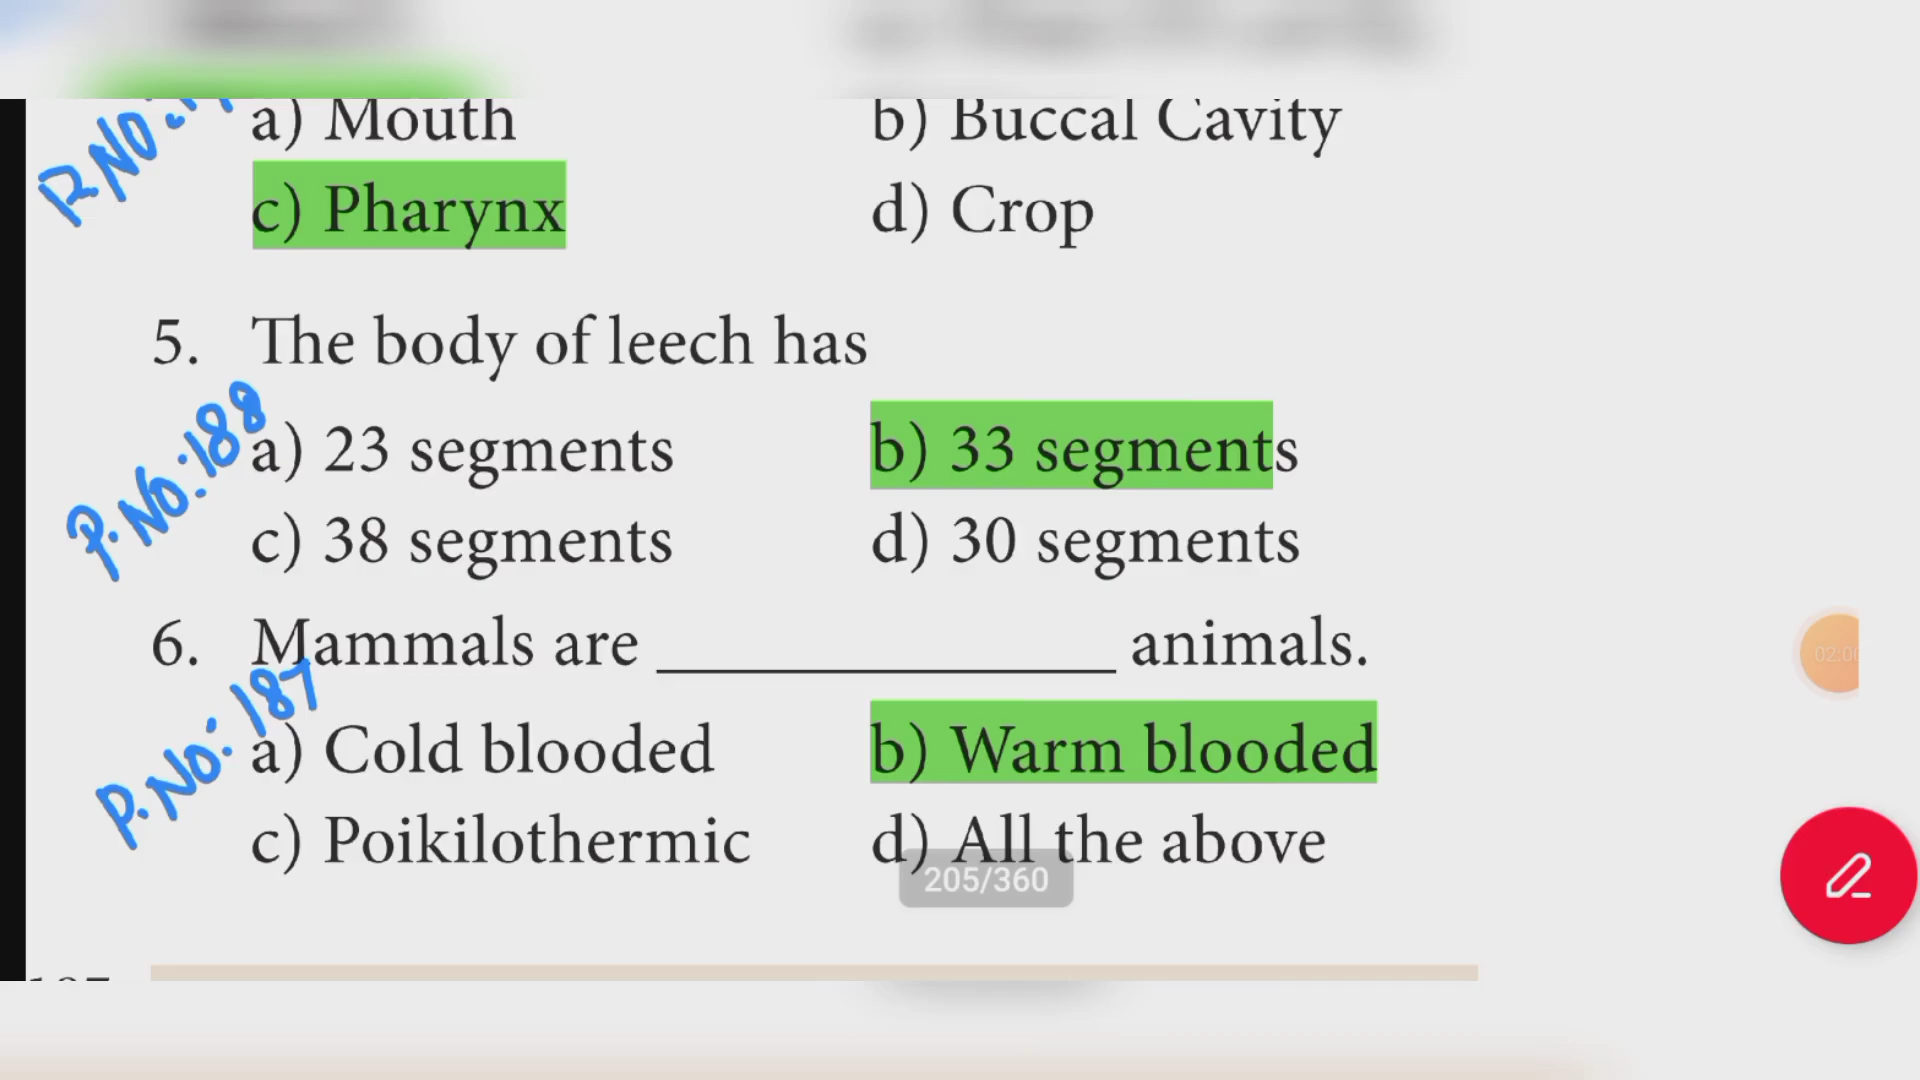 a) Mouth b) Buccal Cavity
c) Pharynx d) Crop
5. The body of leech has
P.No:188
a) 23 segments b) 33 segments
c) 38 segments d) 30 segments
6. Mammals are ______________ animals.
P.No:187
a) Cold blooded b) Warm blooded
c) Poikilothermic d) All the above
205/360